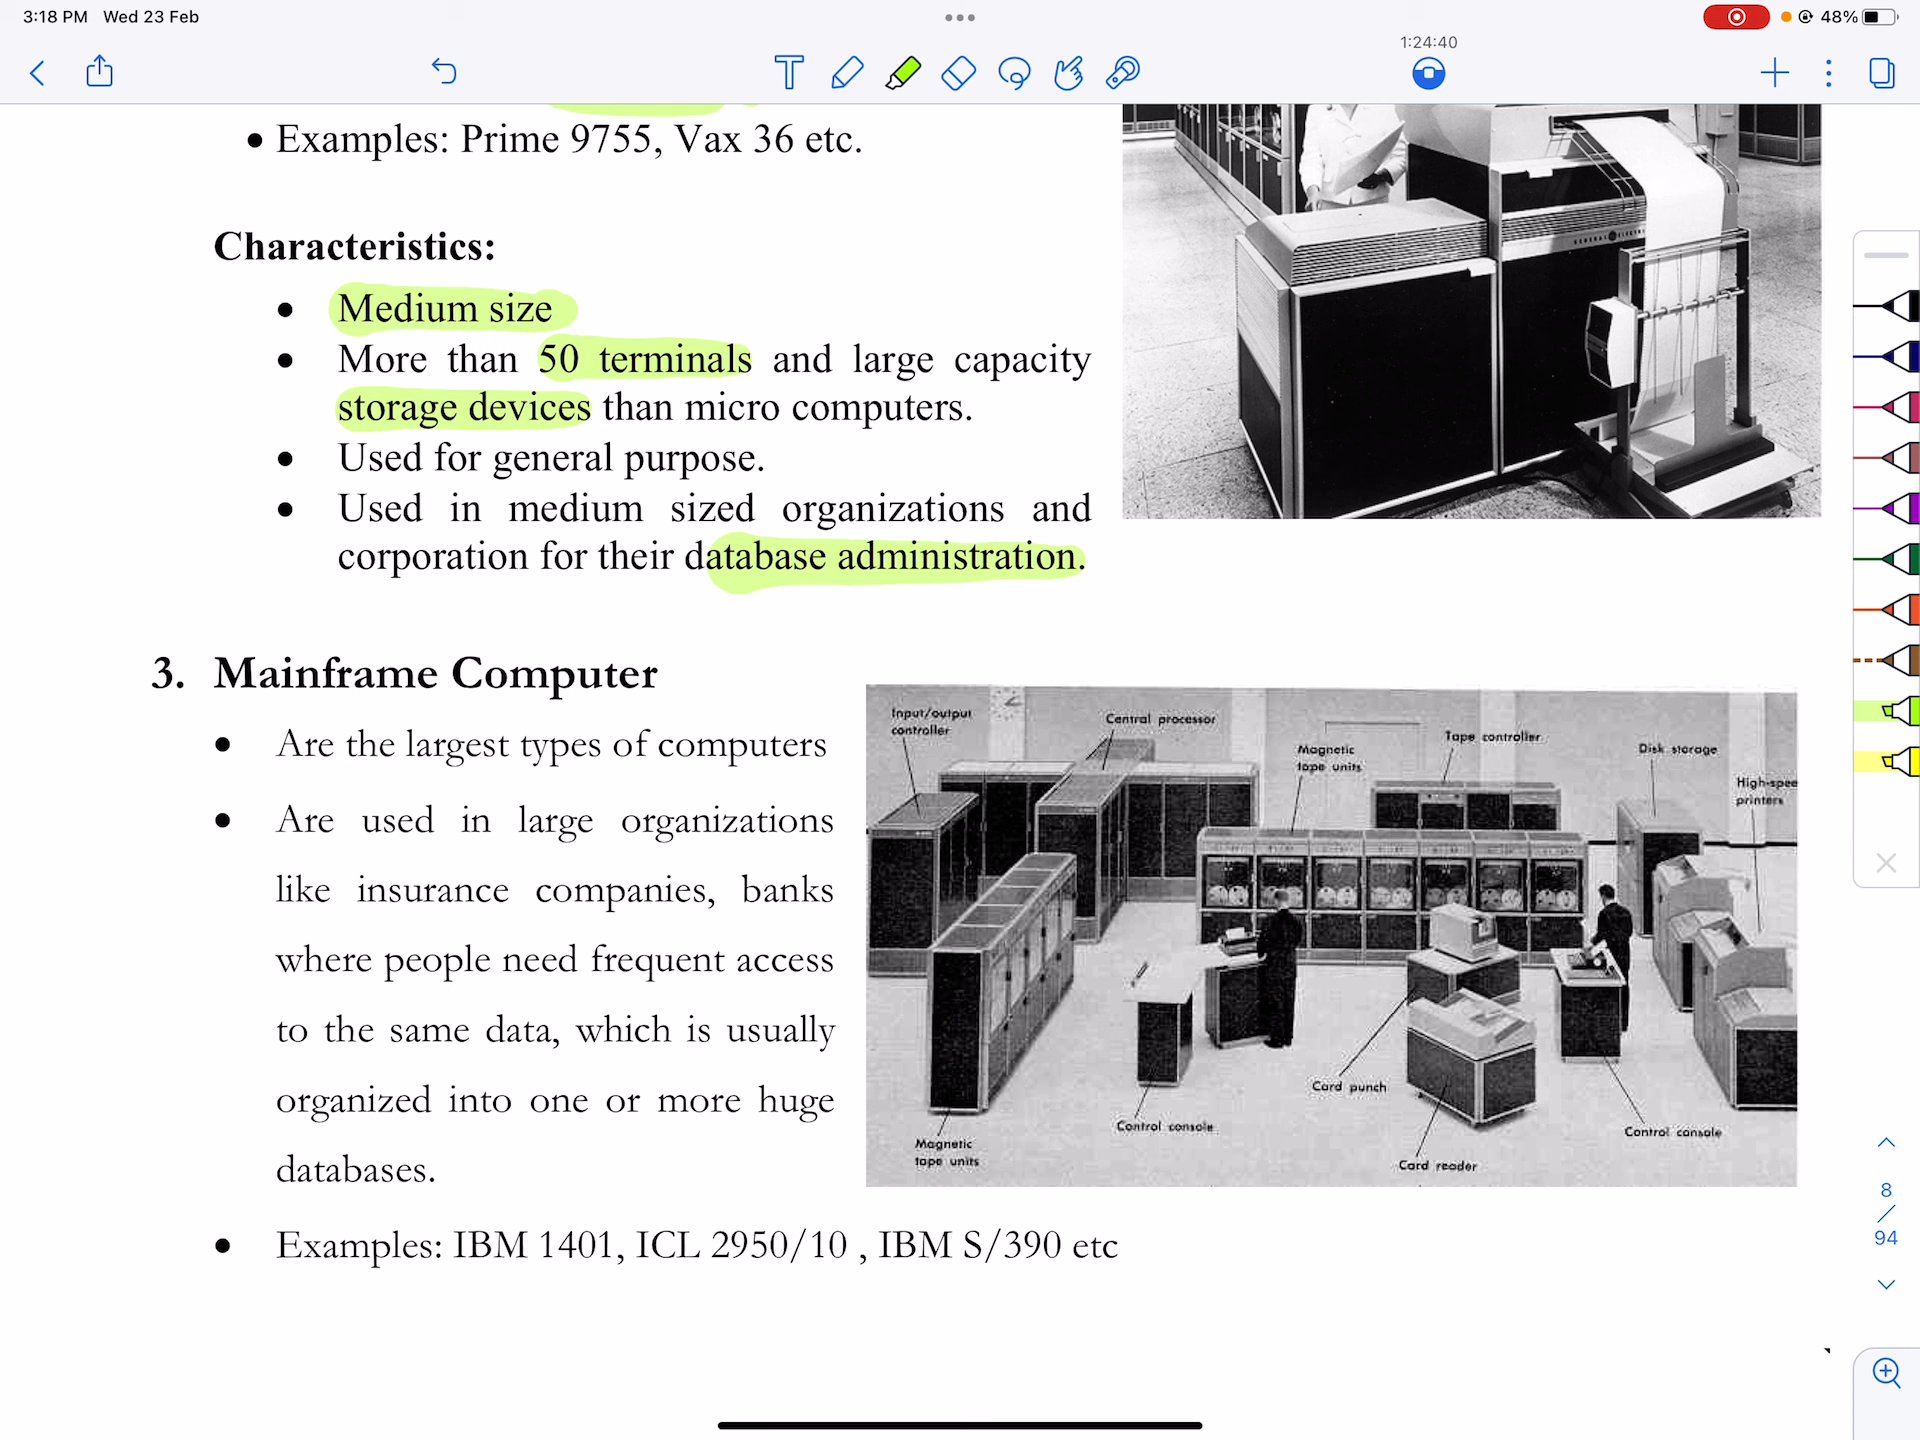 3:18 PM Wed 23 Feb
48%
1:24:40
• Examples: Prime 9755, Vax 36 etc.
GENERAL ELECTRIC
Characteristics:
• Medium size
• More than 50 terminals and large capacity
storage devices than micro computers.
• Used for general purpose.
• Used in medium sized organizations and
corporation for their database administration.
3. Mainframe Computer
• Are the largest types of computers
• Are used in large organizations
like insurance companies, banks
where people need frequent access
to the same data, which is usually
organized into one or more huge
databases.
• Examples: IBM 1401, ICL 2950/10 , IBM S/390 etc
Input/output
controller
Central processor
Magnetic
tape units
Tape controller
Disk storage
High-spee
printers
Card punch
Control console
Control console
Magnetic
tape units
Card reader
8
/
94